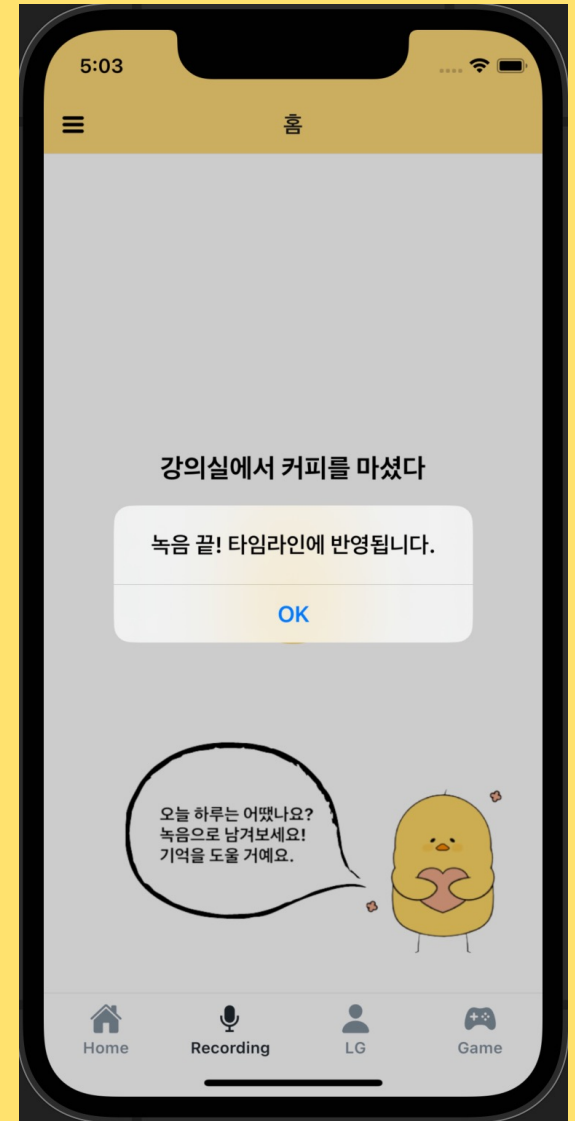 5:03
홈
강의실에서 커피를 마셨다
녹음 끝! 타임라인에 반영됩니다.
OK
오늘 하루는 어땠나요?
녹음으로 남겨보세요!
기억을 도울 거예요.
Home
Recording
LG
Game